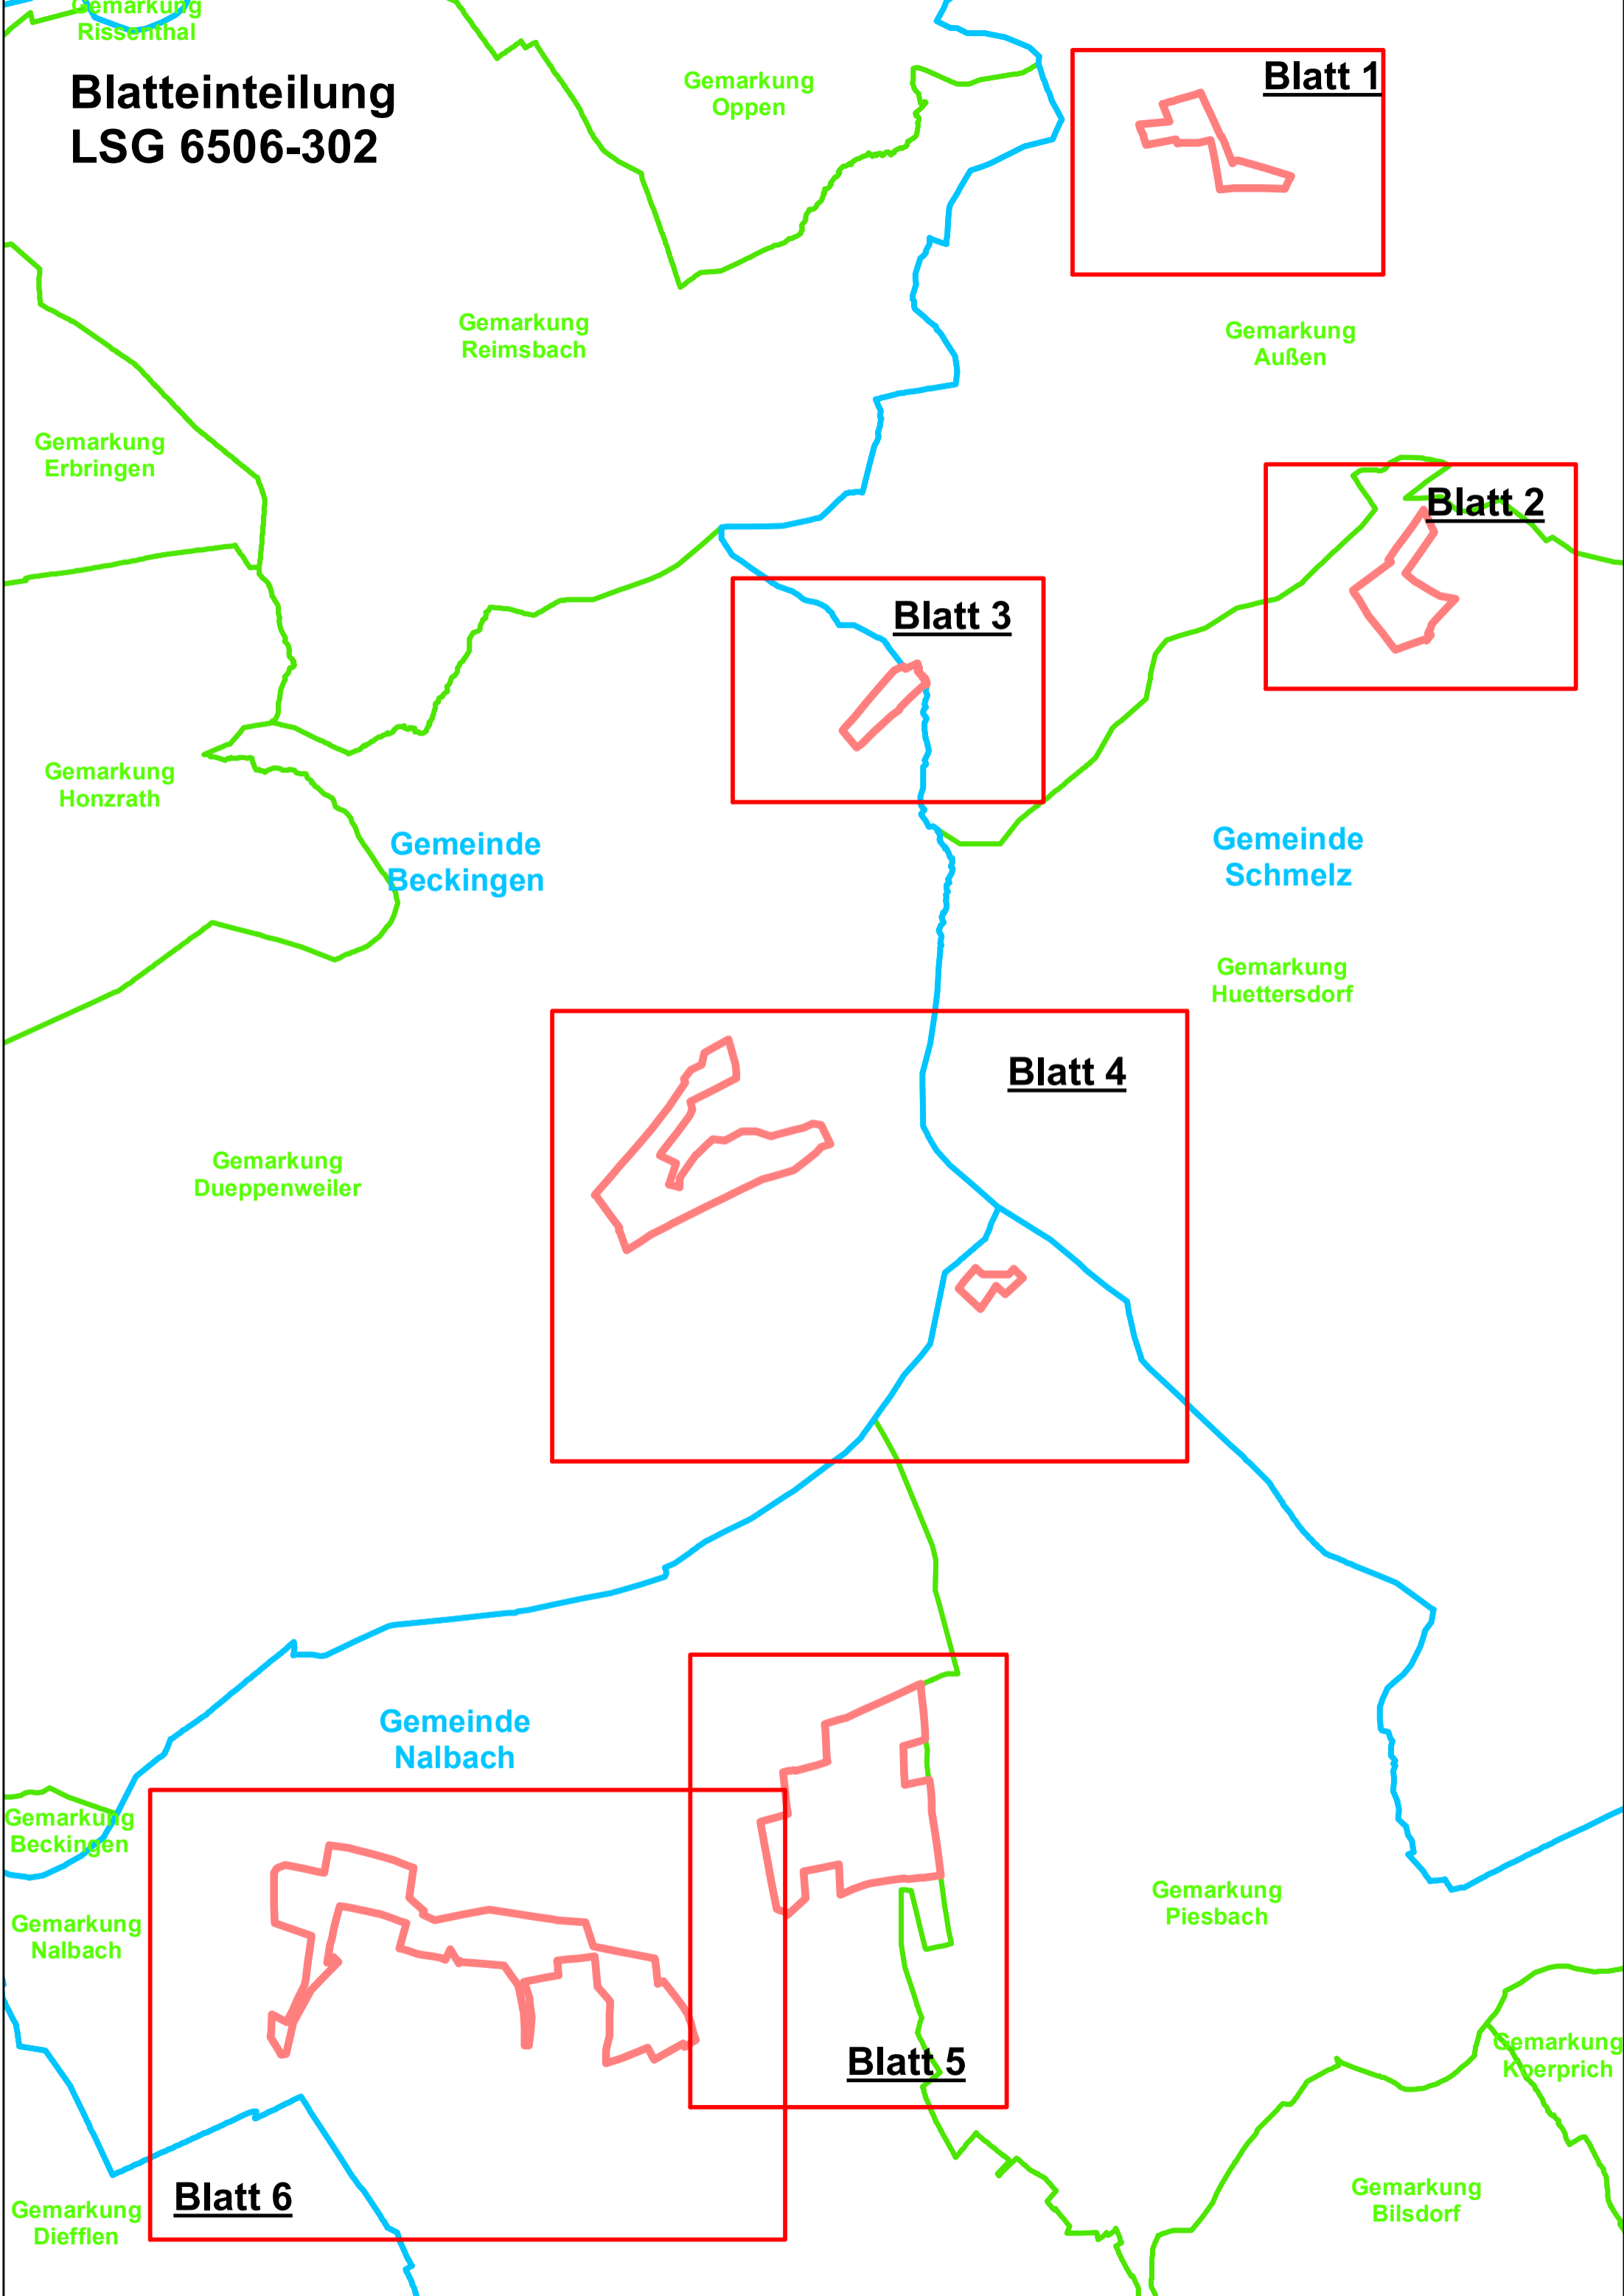 Gemarkung
Rissenthal
Blatteinteilung
LSG 6506-302
Gemarkung
Oppen
Blatt 1
Gemarkung
Reimsbach
Gemarkung
Außen
Gemarkung
Erbringen
Blatt 2
Blatt 3
Gemarkung
Honzrath
Gemeinde
Beckingen
Gemeinde
Schmelz
Gemarkung
Huettersdorf
Blatt 4
Gemarkung
Dueppenweiler
Gemeinde
Nalbach
Gemarkung
Beckingen
Gemarkung
Nalbach
Gemarkung
Piesbach
Blatt 5
Gemarkung
Koerprich
Blatt 6
Gemarkung
Diefflen
Gemarkung
Bilsdorf